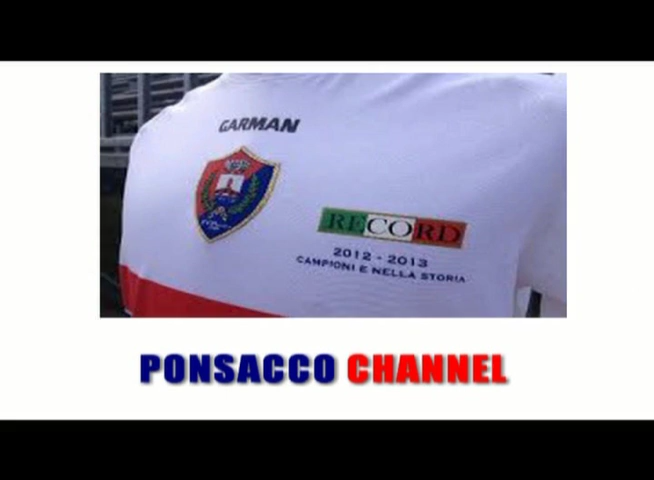 GARMAN
RECORD
2012 - 2013
CAMPIONI E NELLA STORIA
PONSACCO CHANNEL